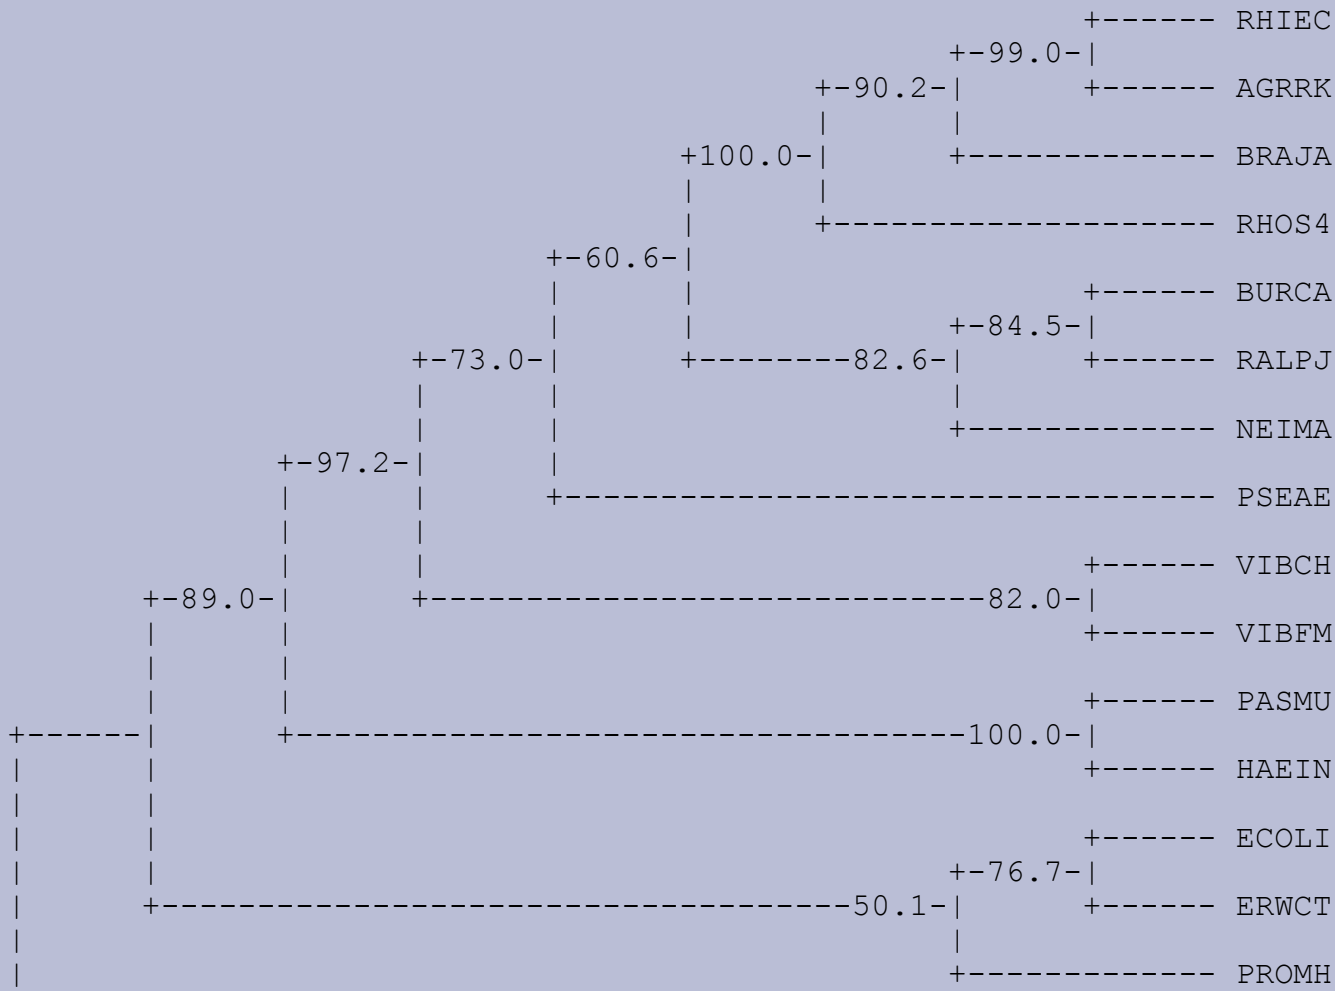 +------ RHIEC
+-99.0-|
+-90.2-| +------ AGRRK
| |
+100.0-| +------------- BRAJA
| |
| +-------------------- RHOS4
+-60.6-|
| | +------ BURCA
| | +-84.5-|
+-73.0-| +--------82.6-| +------ RALPJ
| | |
| | +------------- NEIMA
+-97.2-| |
| | +---------------------------------- PSEAE
| |
| | +------ VIBCH
+-89.0-| +-----------------------------82.0-|
| | +------ VIBFM
| |
| | +------ PASMU
+------| +-----------------------------------100.0-|
| | +------ HAEIN
| |
| | +------ ECOLI
| | +-76.7-|
| +------------------------------------50.1-| +------ ERWCT
| |
| +------------- PROMH